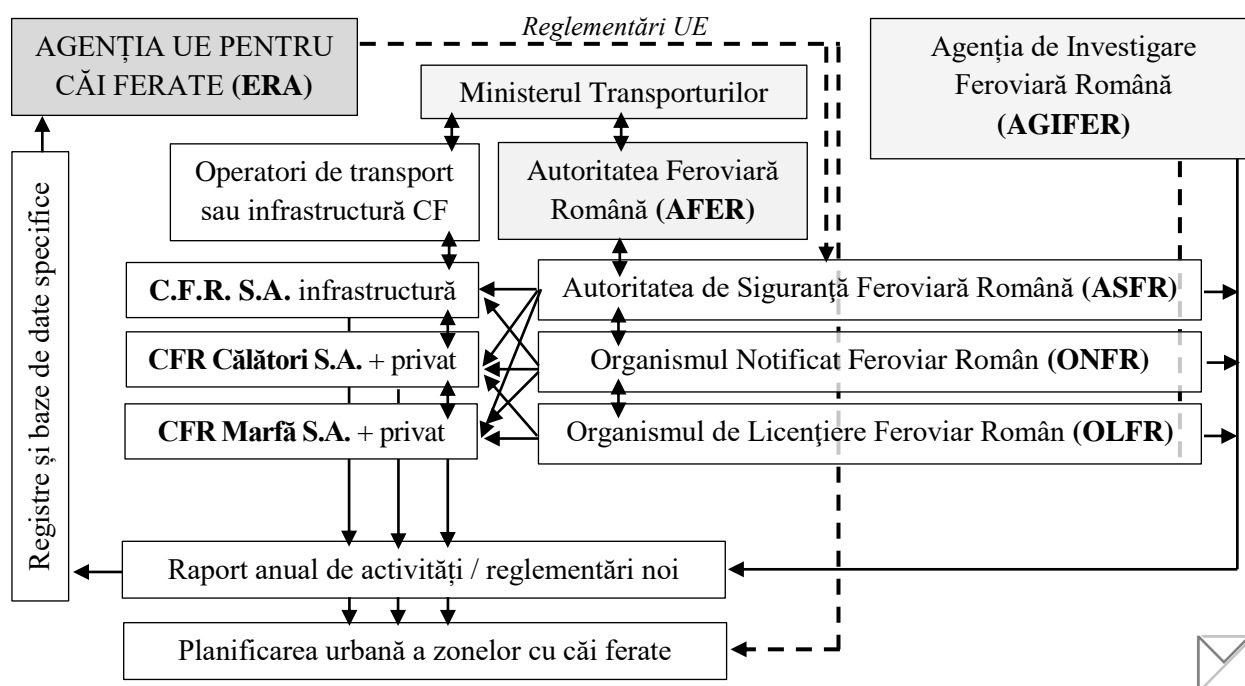 Reglementări UE
AGENȚIA UE PENTRU
CĂI FERATE (ERA)
Agenția de Investigare
Feroviară Română
(AGIFER)
Ministerul Transporturilor
Operatori de transport
sau infrastructură CF
Autoritatea Feroviară
Română (AFER)
Registre și baze de date specifice
C.F.R. S.A. infrastructură
Autoritatea de Siguranţă Feroviară Română (ASFR)
CFR Călători S.A. + privat
Organismul Notificat Feroviar Român (ONFR)
CFR Marfă S.A. + privat
Organismul de Licenţiere Feroviar Român (OLFR)
Raport anual de activități / reglementări noi
Planificarea urbană a zonelor cu căi ferate